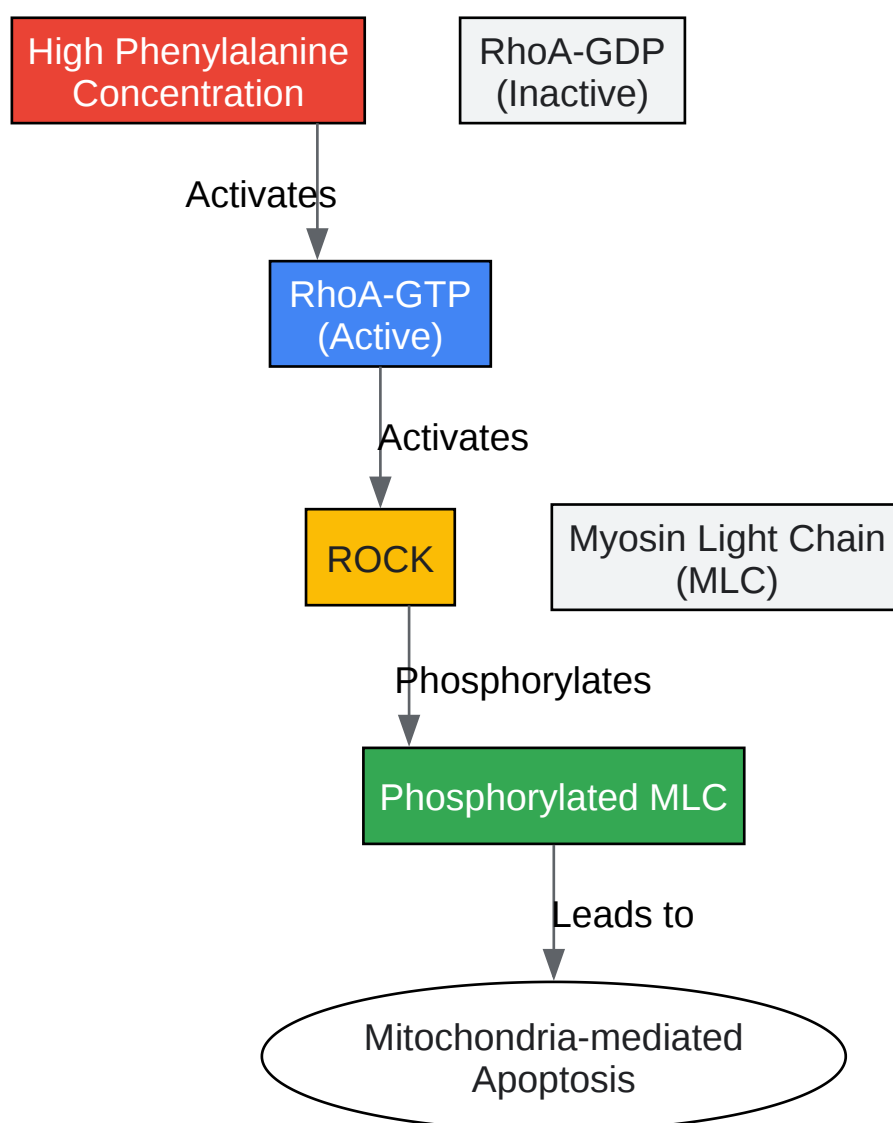 High Phenylalanine
Concentration
RhoA-GDP
(Inactive)
Activates
RhoA-GTP
(Active)
Activates
ROCK
Myosin Light Chain
(MLC)
Phosphorylates
Phosphorylated MLC
Leads to
Mitochondria-mediated
Apoptosis